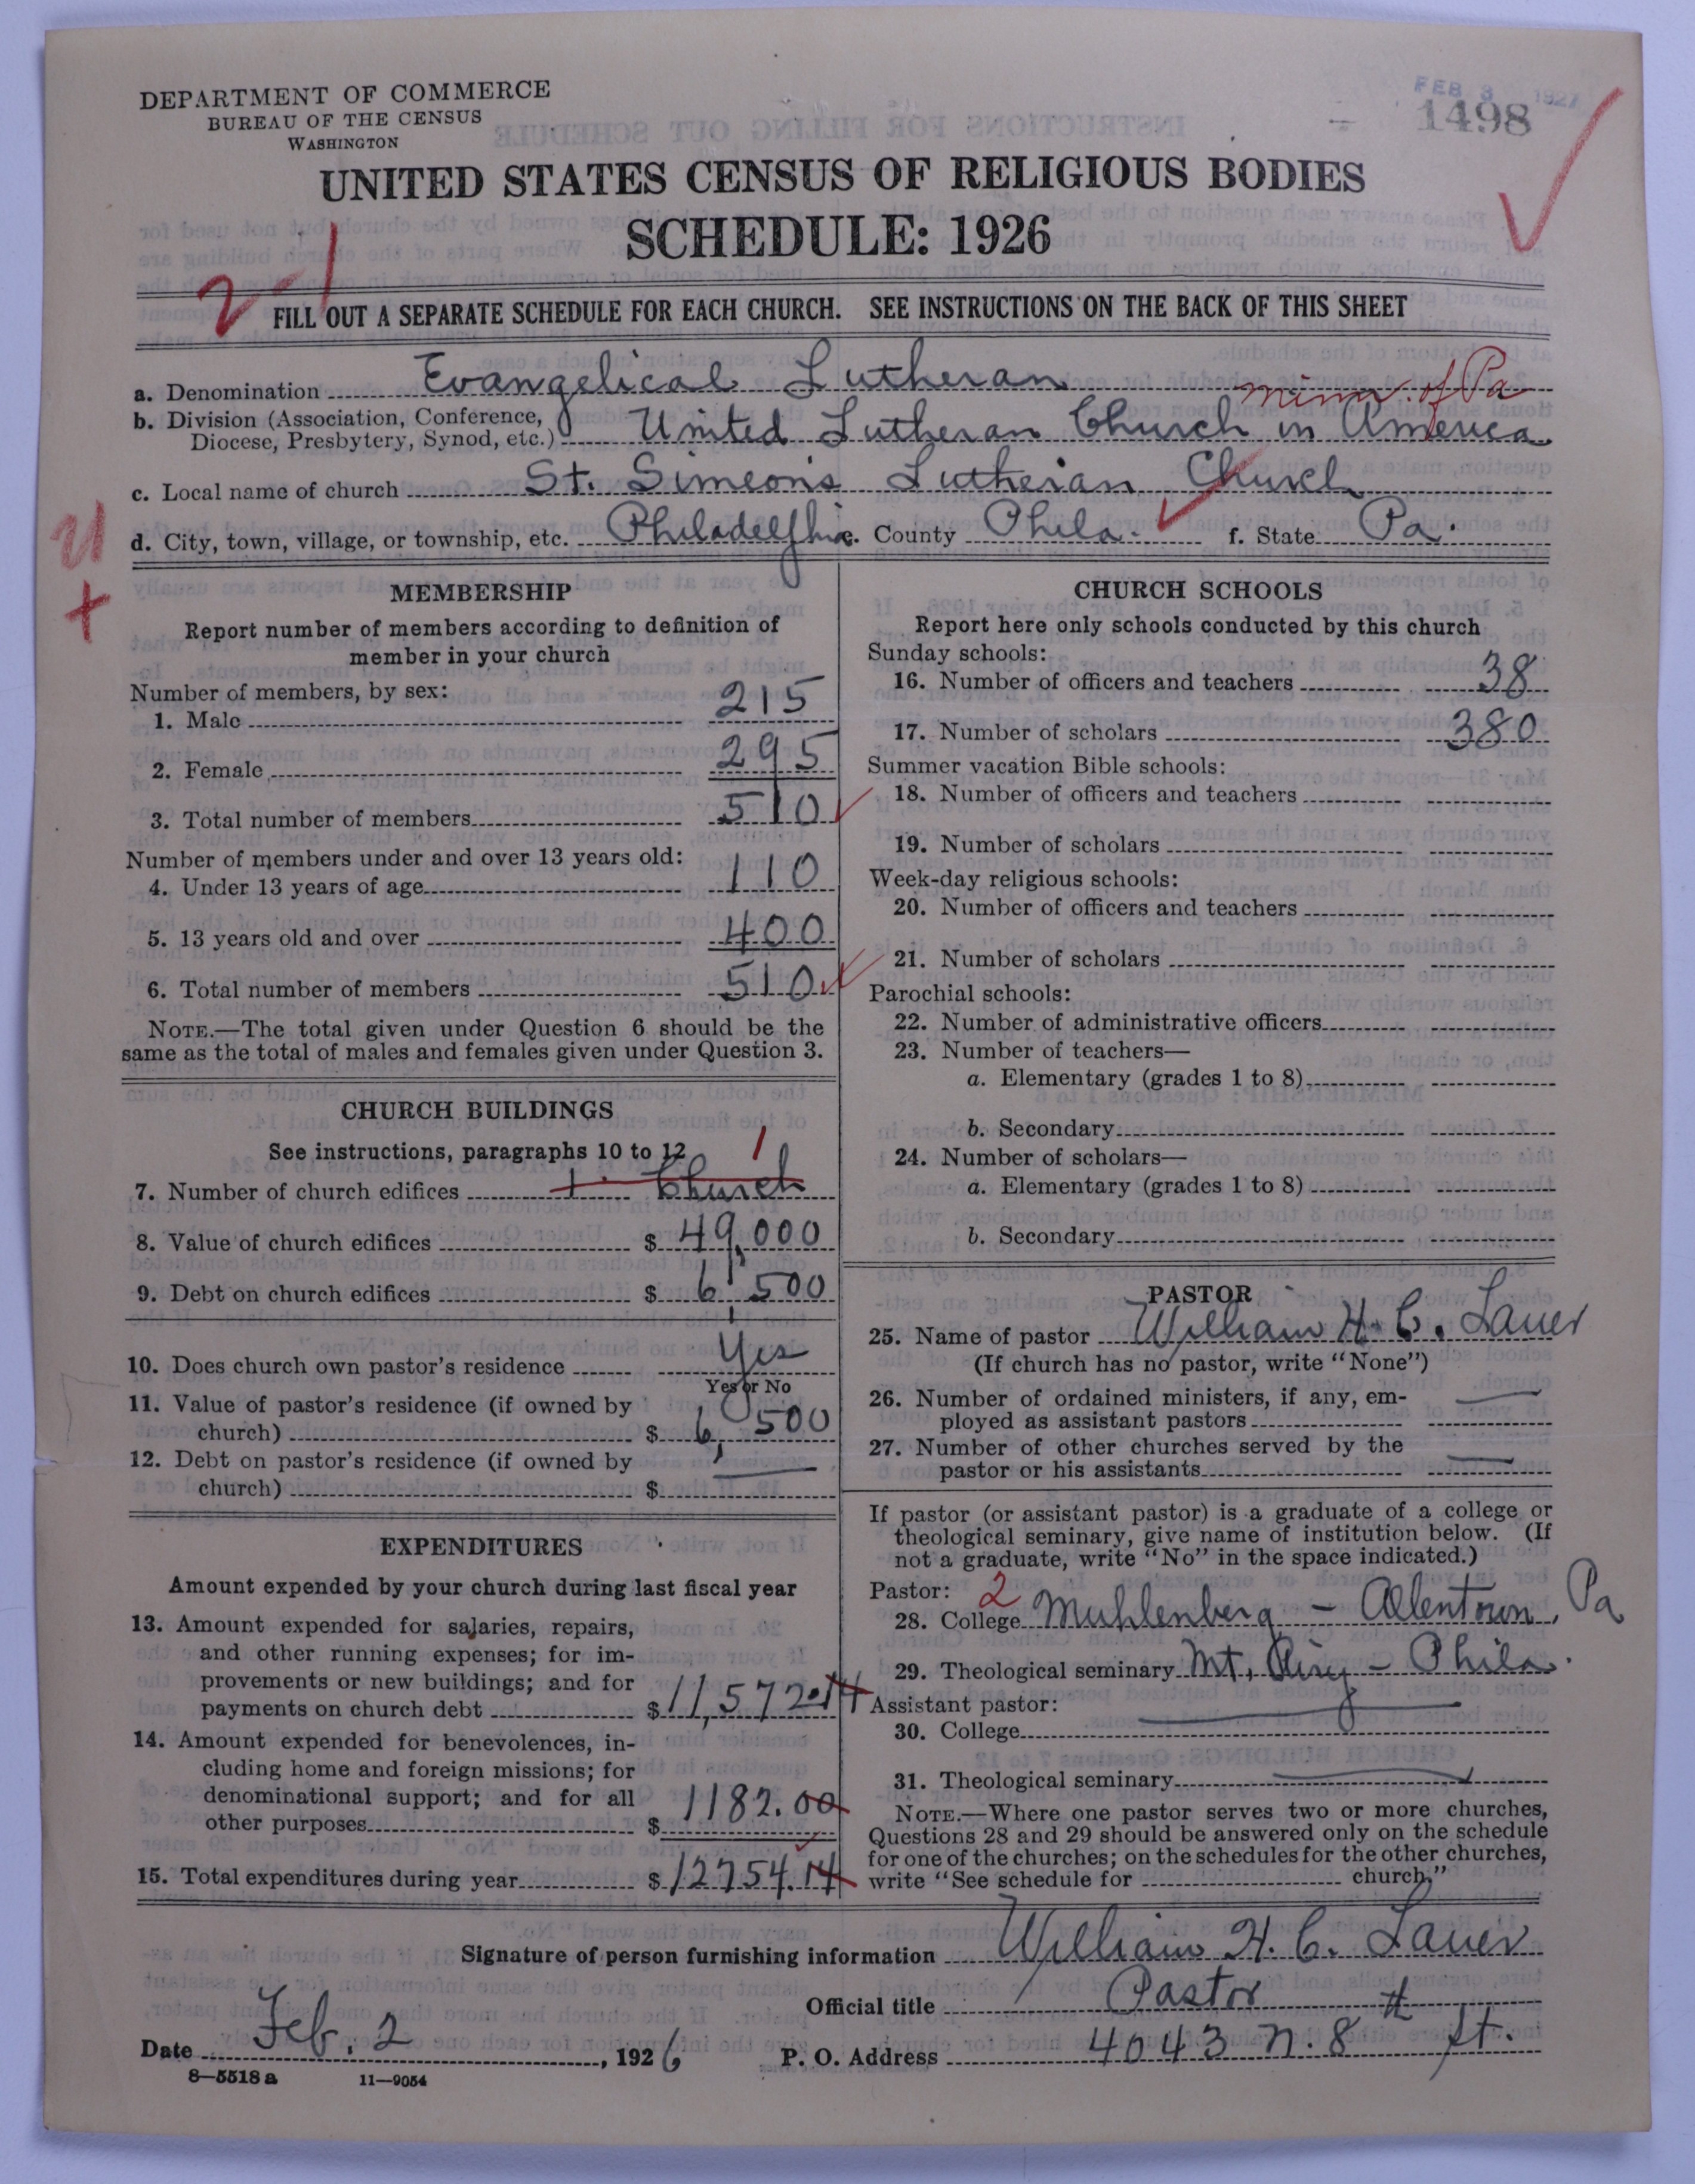 DEPARTMENT OF COMMERCE
BUREAU OF THE CENSUS
WASHINGTON
FEB 3 1927
1498
UNITED STATES CENSUS OF RELIGIOUS BODIES
SCHEDULE: 1926
FILL OUT A SEPARATE SCHEDULE FOR EACH CHURCH. SEE INSTRUCTIONS ON THE BACK OF THIS SHEET
a. Denomination Evangelical Lutheran
Minn. of Pa
b. Division (Association, Conference,
Diocese, Presbytery, Synod, etc.) United Lutheran Church in America
c. Local name of church St. Simeon's Lutheran Church
d. City, town, village, or township, etc. Philadelphia e. County Phila. f. State Pa.
MEMBERSHIP
Report number of members according to definition of
member in your church
Number of members, by sex:
1. Male 215
2. Female 295
3. Total number of members 510
Number of members under and over 13 years old:
4. Under 13 years of age 110
5. 13 years old and over 400
6. Total number of members 510
NOTE.—The total given under Question 6 should be the
same as the total of males and females given under Question 3.
CHURCH BUILDINGS
See instructions, paragraphs 10 to 12
1
7. Number of church edifices 1 Church
8. Value of church edifices $ 49,000
9. Debt on church edifices $ 6,500
10. Does church own pastor's residence Yes
Yes or No
11. Value of pastor's residence (if owned by
church) $ 6,500
12. Debt on pastor's residence (if owned by
church) $ —
EXPENDITURES
Amount expended by your church during last fiscal year
13. Amount expended for salaries, repairs,
and other running expenses; for im-
provements or new buildings; and for
payments on church debt $ 11,572.14
14. Amount expended for benevolences, in-
cluding home and foreign missions; for
denominational support; and for all
other purposes $ 1182.00
15. Total expenditures during year $ 12754.14
CHURCH SCHOOLS
Report here only schools conducted by this church
Sunday schools:
16. Number of officers and teachers 38
17. Number of scholars 380
Summer vacation Bible schools:
18. Number of officers and teachers
19. Number of scholars
Week-day religious schools:
20. Number of officers and teachers
21. Number of scholars
Parochial schools:
22. Number of administrative officers
23. Number of teachers—
a. Elementary (grades 1 to 8)
b. Secondary
24. Number of scholars—
a. Elementary (grades 1 to 8)
b. Secondary
PASTOR
25. Name of pastor William H. C. Lauer
(If church has no pastor, write "None")
26. Number of ordained ministers, if any, em-
ployed as assistant pastors —
27. Number of other churches served by the
pastor or his assistants —
If pastor (or assistant pastor) is a graduate of a college or
theological seminary, give name of institution below. (If
not a graduate, write "No" in the space indicated.)
Pastor: 2
28. College Muhlenberg - Allentown, Pa
29. Theological seminary Mt. Airy - Phila.
Assistant pastor:
30. College
31. Theological seminary
NOTE.—Where one pastor serves two or more churches,
Questions 28 and 29 should be answered only on the schedule
for one of the churches; on the schedules for the other churches,
write "See schedule for church."
Signature of person furnishing information William H. C. Lauer
Official title Pastor
Date Feb. 2, 1926 P. O. Address 4043 N. 8th St.
8—5518 a 11—9054